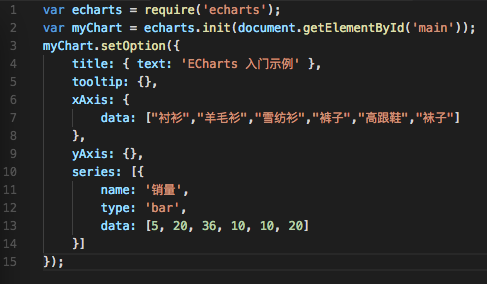 1 var echarts = require('echarts');
2 var myChart = echarts.init(document.getElementById('main'));
3 myChart.setOption({
4     title: { text: 'ECharts 入门示例' },
5     tooltip: {},
6     xAxis: {
7         data: ["衬衫","羊毛衫","雪纺衫","裤子","高跟鞋","袜子"]
8     },
9     yAxis: {},
10     series: [{
11         name: '销量',
12         type: 'bar',
13         data: [5, 20, 36, 10, 10, 20]
14     }]
15 });